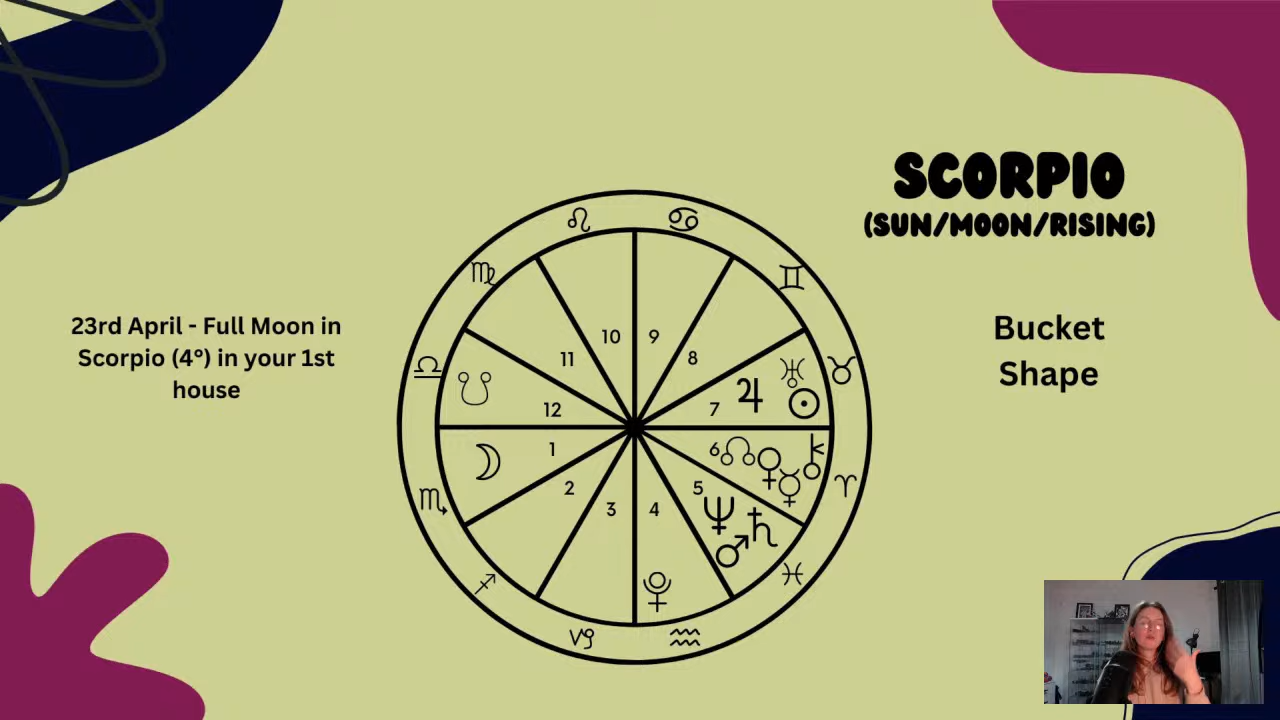 SCORPIO
(SUN/MOON/RISING)
23rd April - Full Moon in
Scorpio (4°) in your 1st
house
Bucket
Shape
10
9
11
8
12
7
1
6
2
5
3
4